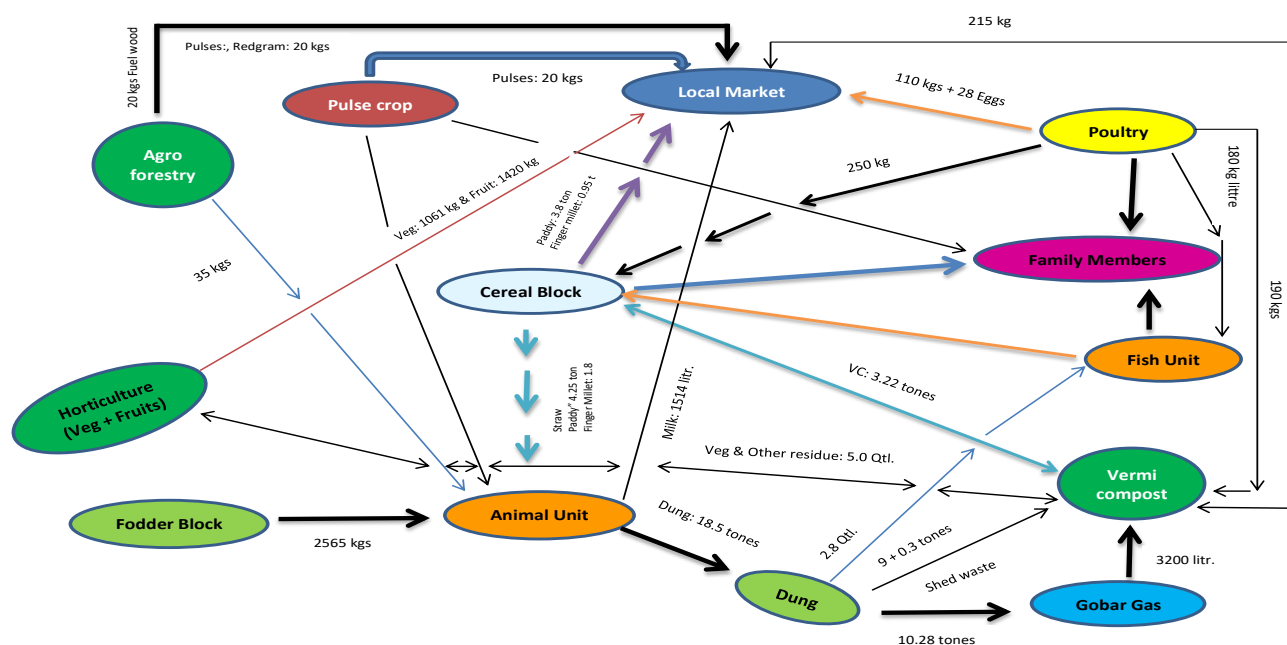 215 kg
20 kgs Fuel wood
Pulses:, Redgram: 20 kgs
Pulses: 20 kgs
Local Market
110 kgs + 28 Eggs
Pulse crop
Poultry
Agro
forestry
250 kg
180 kg littre
Veg: 1061 kg & Fruit: 1420 kg
Paddy: 3.8 ton
Finger millet: 0.95 t
Family Members
35 kgs
Cereal Block
190 kgs
Fish Unit
VC: 3.22 tones
Horticulture
(Veg + Fruits)
Straw
Paddy” 4.25 ton
Finger Millet: 1.8
Milk: 1514 litr.
Veg & Other residue: 5.0 Qtl.
Vermi
compost
Fodder Block
2565 kgs
Animal Unit
Dung: 18.5 tones
2.8 Qtl.
9 + 0.3 tones
Shed waste
3200 litr.
Dung
Gobar Gas
10.28 tones